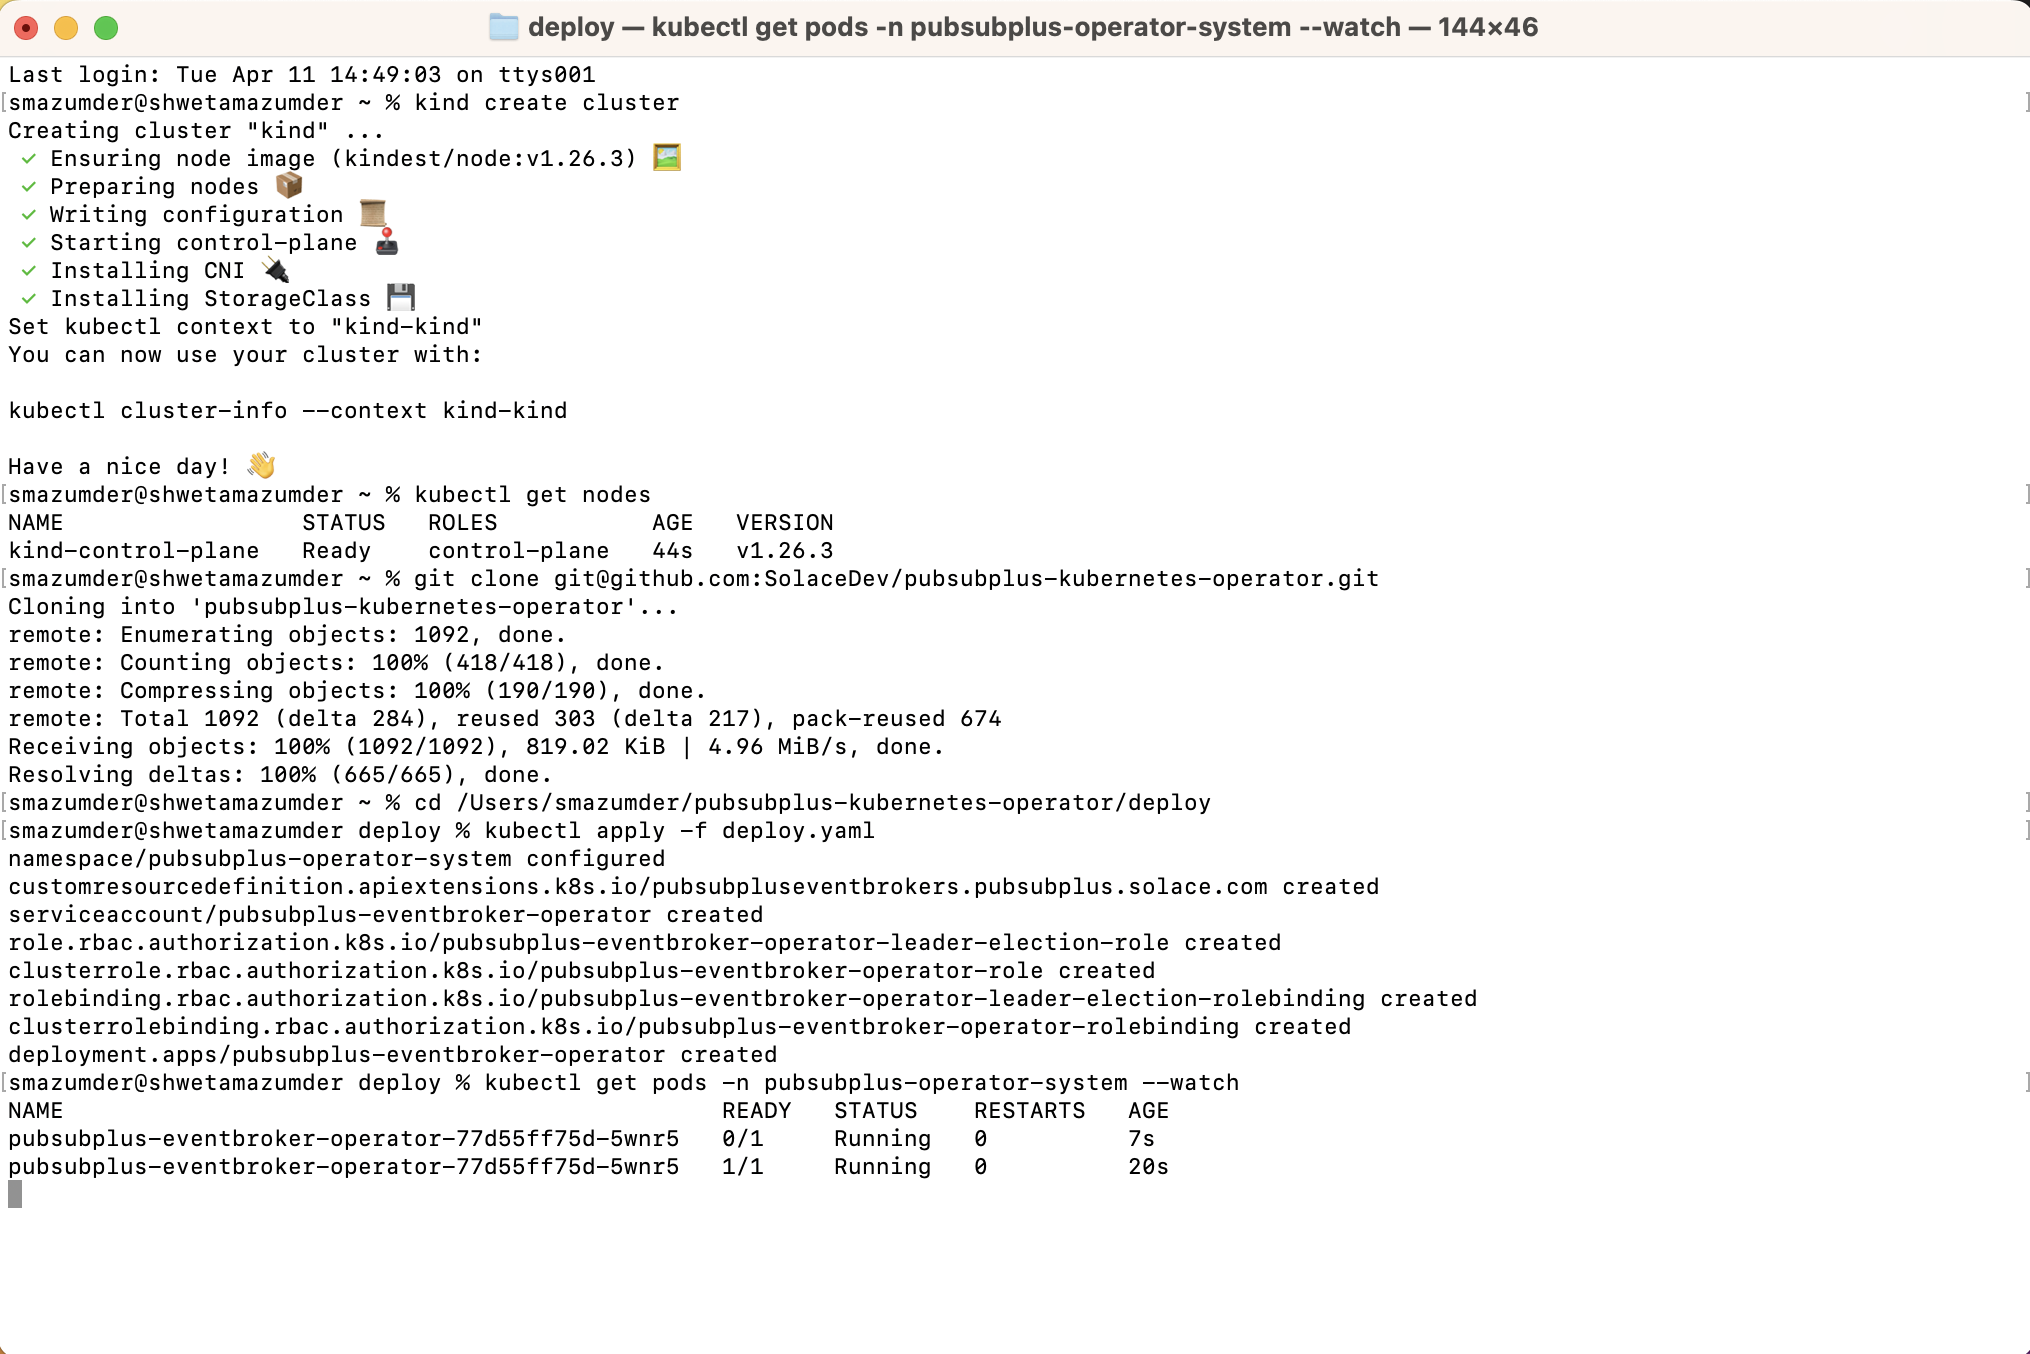 deploy — kubectl get pods -n pubsubplus-operator-system --watch — 144×46
Last login: Tue Apr 11 14:49:03 on ttys001
[smazumder@shwetamazumder ~ % kind create cluster ]
Creating cluster "kind" ...
✓ Ensuring node image (kindest/node:v1.26.3) 🖼
✓ Preparing nodes 📦
✓ Writing configuration 📜
✓ Starting control-plane 🕹
✓ Installing CNI 🔌
✓ Installing StorageClass 💾
Set kubectl context to "kind-kind"
You can now use your cluster with:
kubectl cluster-info --context kind-kind
Have a nice day! 👋
[smazumder@shwetamazumder ~ % kubectl get nodes ]
NAME STATUS ROLES AGE VERSION
kind-control-plane Ready control-plane 44s v1.26.3
[smazumder@shwetamazumder ~ % git clone git@github.com:SolaceDev/pubsubplus-kubernetes-operator.git ]
Cloning into 'pubsubplus-kubernetes-operator'...
remote: Enumerating objects: 1092, done.
remote: Counting objects: 100% (418/418), done.
remote: Compressing objects: 100% (190/190), done.
remote: Total 1092 (delta 284), reused 303 (delta 217), pack-reused 674
Receiving objects: 100% (1092/1092), 819.02 KiB | 4.96 MiB/s, done.
Resolving deltas: 100% (665/665), done.
[smazumder@shwetamazumder ~ % cd /Users/smazumder/pubsubplus-kubernetes-operator/deploy ]
[smazumder@shwetamazumder deploy % kubectl apply -f deploy.yaml ]
namespace/pubsubplus-operator-system configured
customresourcedefinition.apiextensions.k8s.io/pubsubpluseventbrokers.pubsubplus.solace.com created
serviceaccount/pubsubplus-eventbroker-operator created
role.rbac.authorization.k8s.io/pubsubplus-eventbroker-operator-leader-election-role created
clusterrole.rbac.authorization.k8s.io/pubsubplus-eventbroker-operator-role created
rolebinding.rbac.authorization.k8s.io/pubsubplus-eventbroker-operator-leader-election-rolebinding created
clusterrolebinding.rbac.authorization.k8s.io/pubsubplus-eventbroker-operator-rolebinding created
deployment.apps/pubsubplus-eventbroker-operator created
[smazumder@shwetamazumder deploy % kubectl get pods -n pubsubplus-operator-system --watch ]
NAME READY STATUS RESTARTS AGE
pubsubplus-eventbroker-operator-77d55ff75d-5wnr5 0/1 Running 0 7s
pubsubplus-eventbroker-operator-77d55ff75d-5wnr5 1/1 Running 0 20s